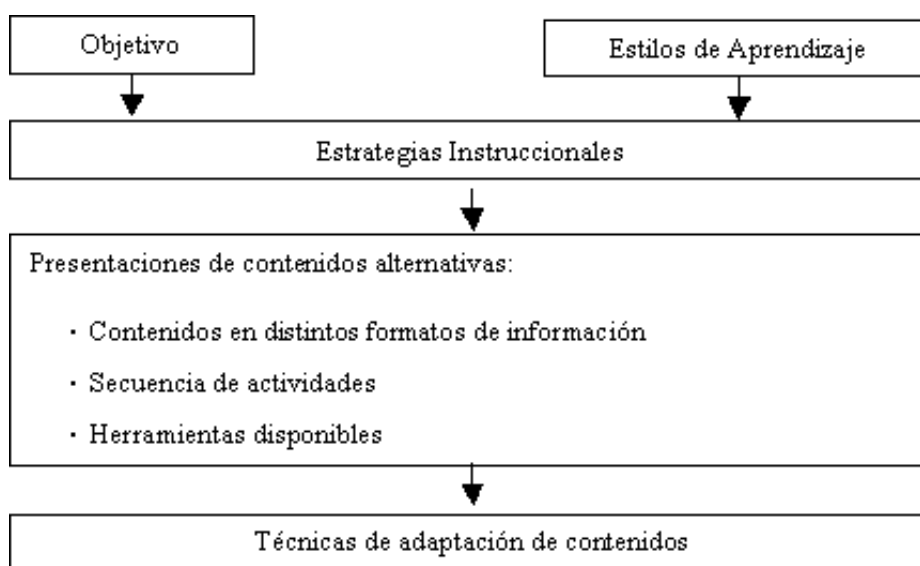 Objetivo
Estilos de Aprendizaje
Estrategias Instruccionales
Presentaciones de contenidos alternativas:
· Contenidos en distintos formatos de información
· Secuencia de actividades
· Herramientas disponibles
Técnicas de adaptación de contenidos